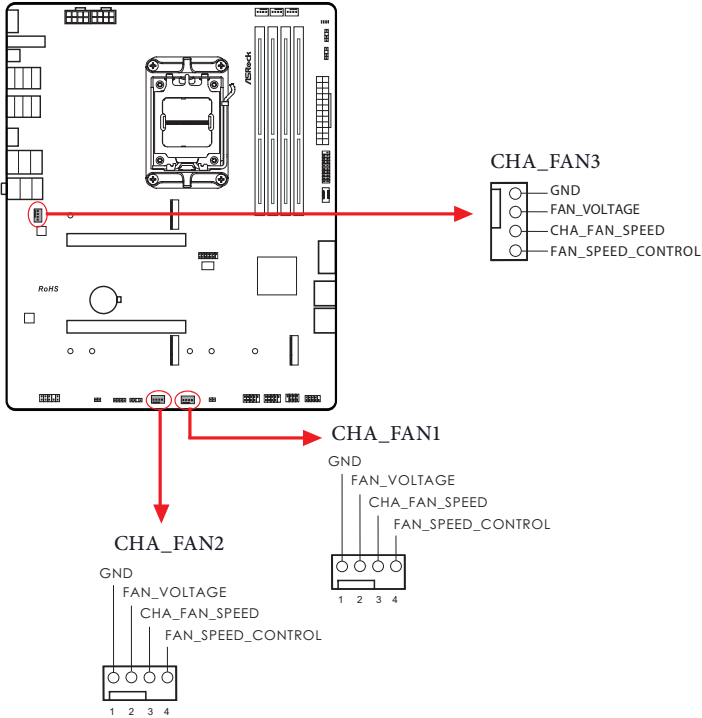 ASRock
RoHS
CHA_FAN3
GND
FAN_VOLTAGE
CHA_FAN_SPEED
FAN_SPEED_CONTROL
CHA_FAN1
GND
FAN_VOLTAGE
CHA_FAN_SPEED
FAN_SPEED_CONTROL
1 2 3 4
CHA_FAN2
GND
FAN_VOLTAGE
CHA_FAN_SPEED
FAN_SPEED_CONTROL
1 2 3 4